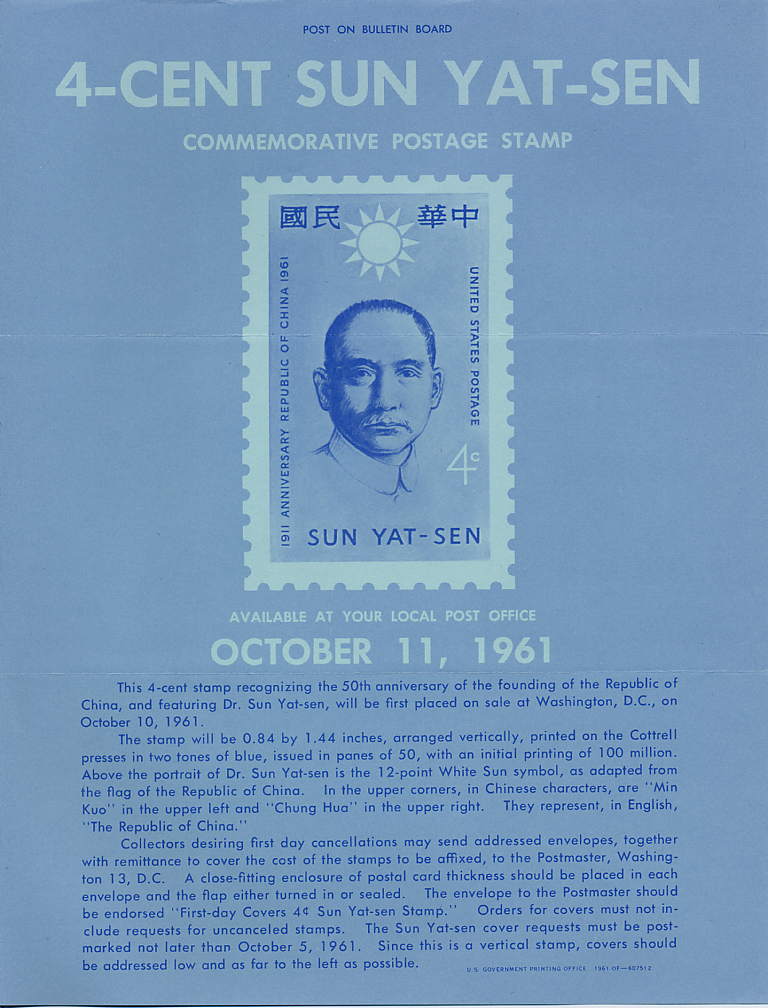 POST ON BULLETIN BOARD
4-CENT SUN YAT-SEN
COMMEMORATIVE POSTAGE STAMP
國民 華中
1911 ANNIVERSARY REPUBLIC OF CHINA 1961
UNITED STATES POSTAGE
4c
SUN YAT-SEN
AVAILABLE AT YOUR LOCAL POST OFFICE
OCTOBER 11, 1961
This 4-cent stamp recognizing the 50th anniversary of the founding of the Republic of
China, and featuring Dr. Sun Yat-sen, will be first placed on sale at Washington, D.C., on
October 10, 1961.
The stamp will be 0.84 by 1.44 inches, arranged vertically, printed on the Cottrell
presses in two tones of blue, issued in panes of 50, with an initial printing of 100 million.
Above the portrait of Dr. Sun Yat-sen is the 12-point White Sun symbol, as adapted from
the flag of the Republic of China. In the upper corners, in Chinese characters, are "Min
Kuo" in the upper left and "Chung Hua" in the upper right. They represent, in English,
"The Republic of China."
Collectors desiring first day cancellations may send addressed envelopes, together
with remittance to cover the cost of the stamps to be affixed, to the Postmaster, Washing-
ton 13, D.C. A close-fitting enclosure of postal card thickness should be placed in each
envelope and the flap either turned in or sealed. The envelope to the Postmaster should
be endorsed "First-day Covers 4¢ Sun Yat-sen Stamp." Orders for covers must not in-
clude requests for uncanceled stamps. The Sun Yat-sen cover requests must be post-
marked not later than October 5, 1961. Since this is a vertical stamp, covers should
be addressed low and as far to the left as possible.
U.S. GOVERNMENT PRINTING OFFICE 1961 OF—607512